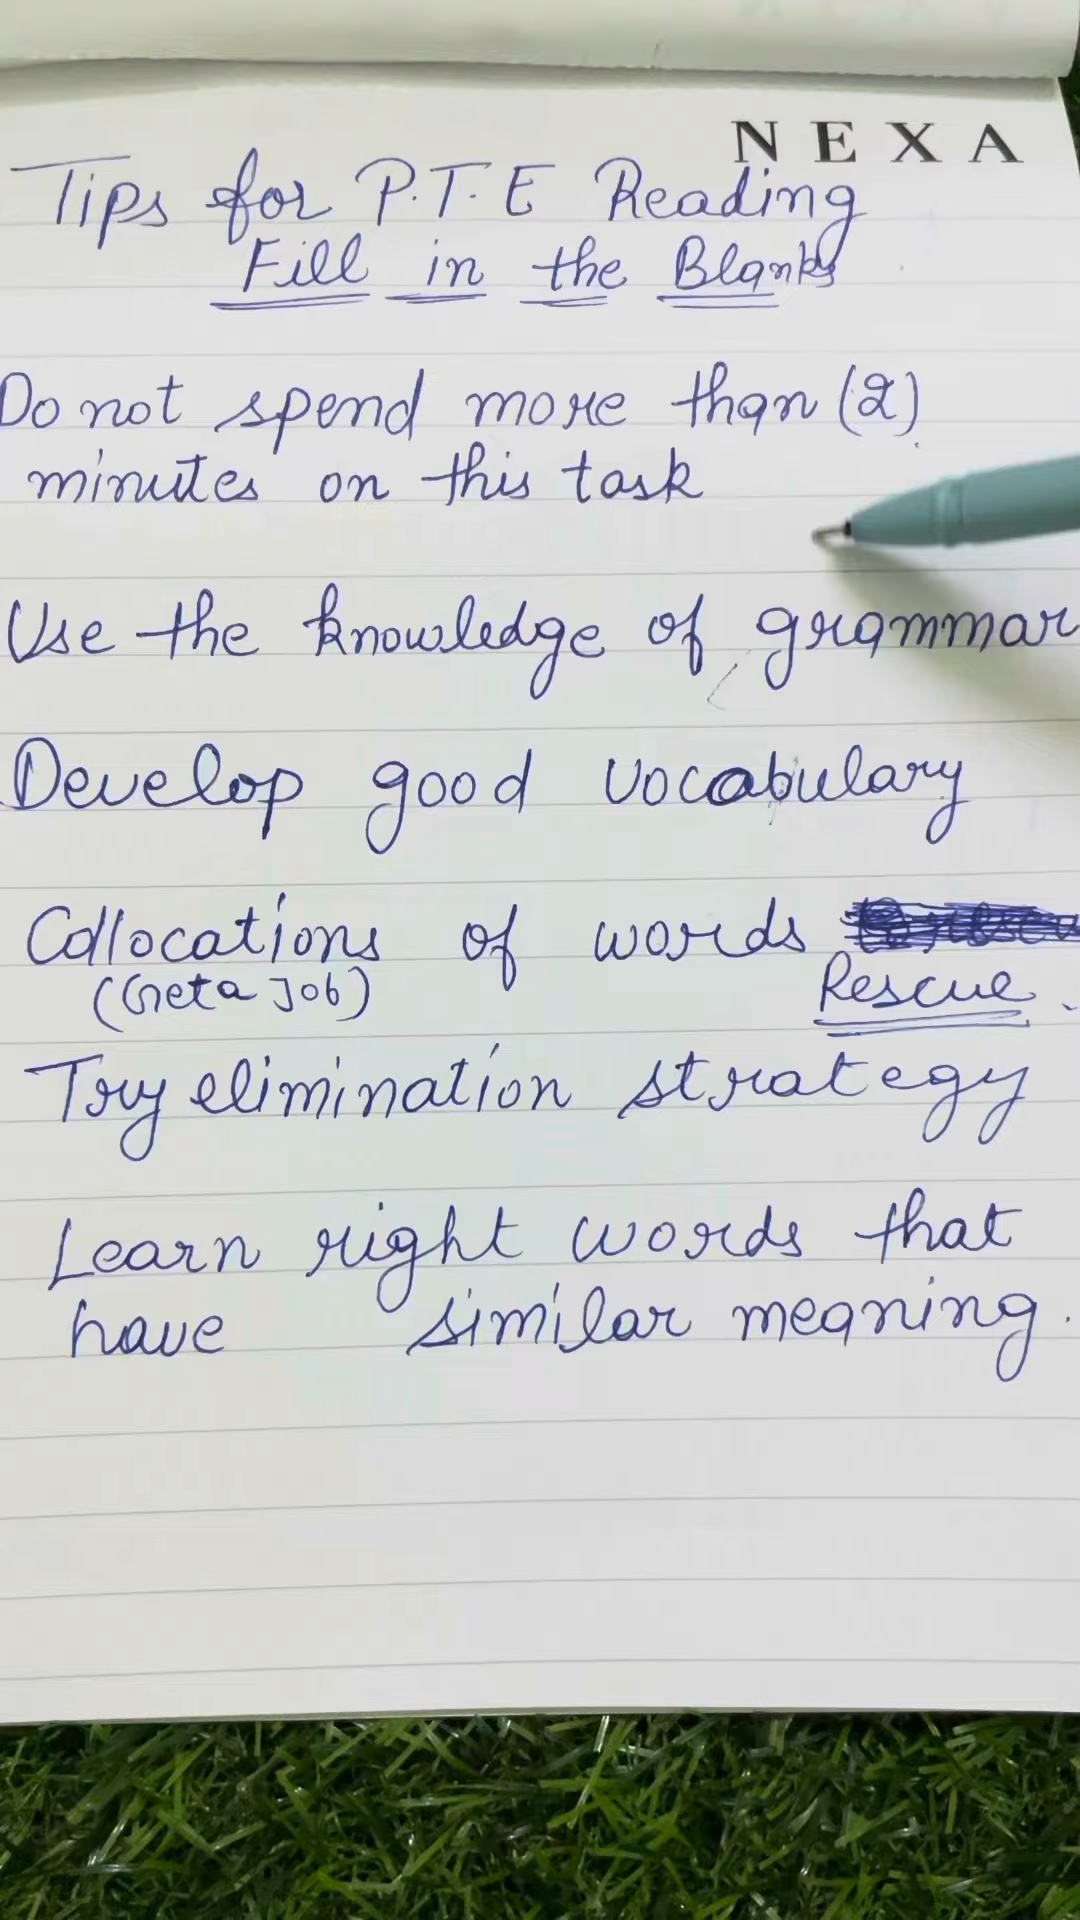 NEXA
Tips for P.T.E Reading
Fill in the Blanks
Do not spend more than (2)
minutes on this task
Use the knowledge of grammar
Develop good vocabulary
Collocations of words
(Get a Job) Rescue
Try elimination strategy
Learn right words that
have similar meaning.